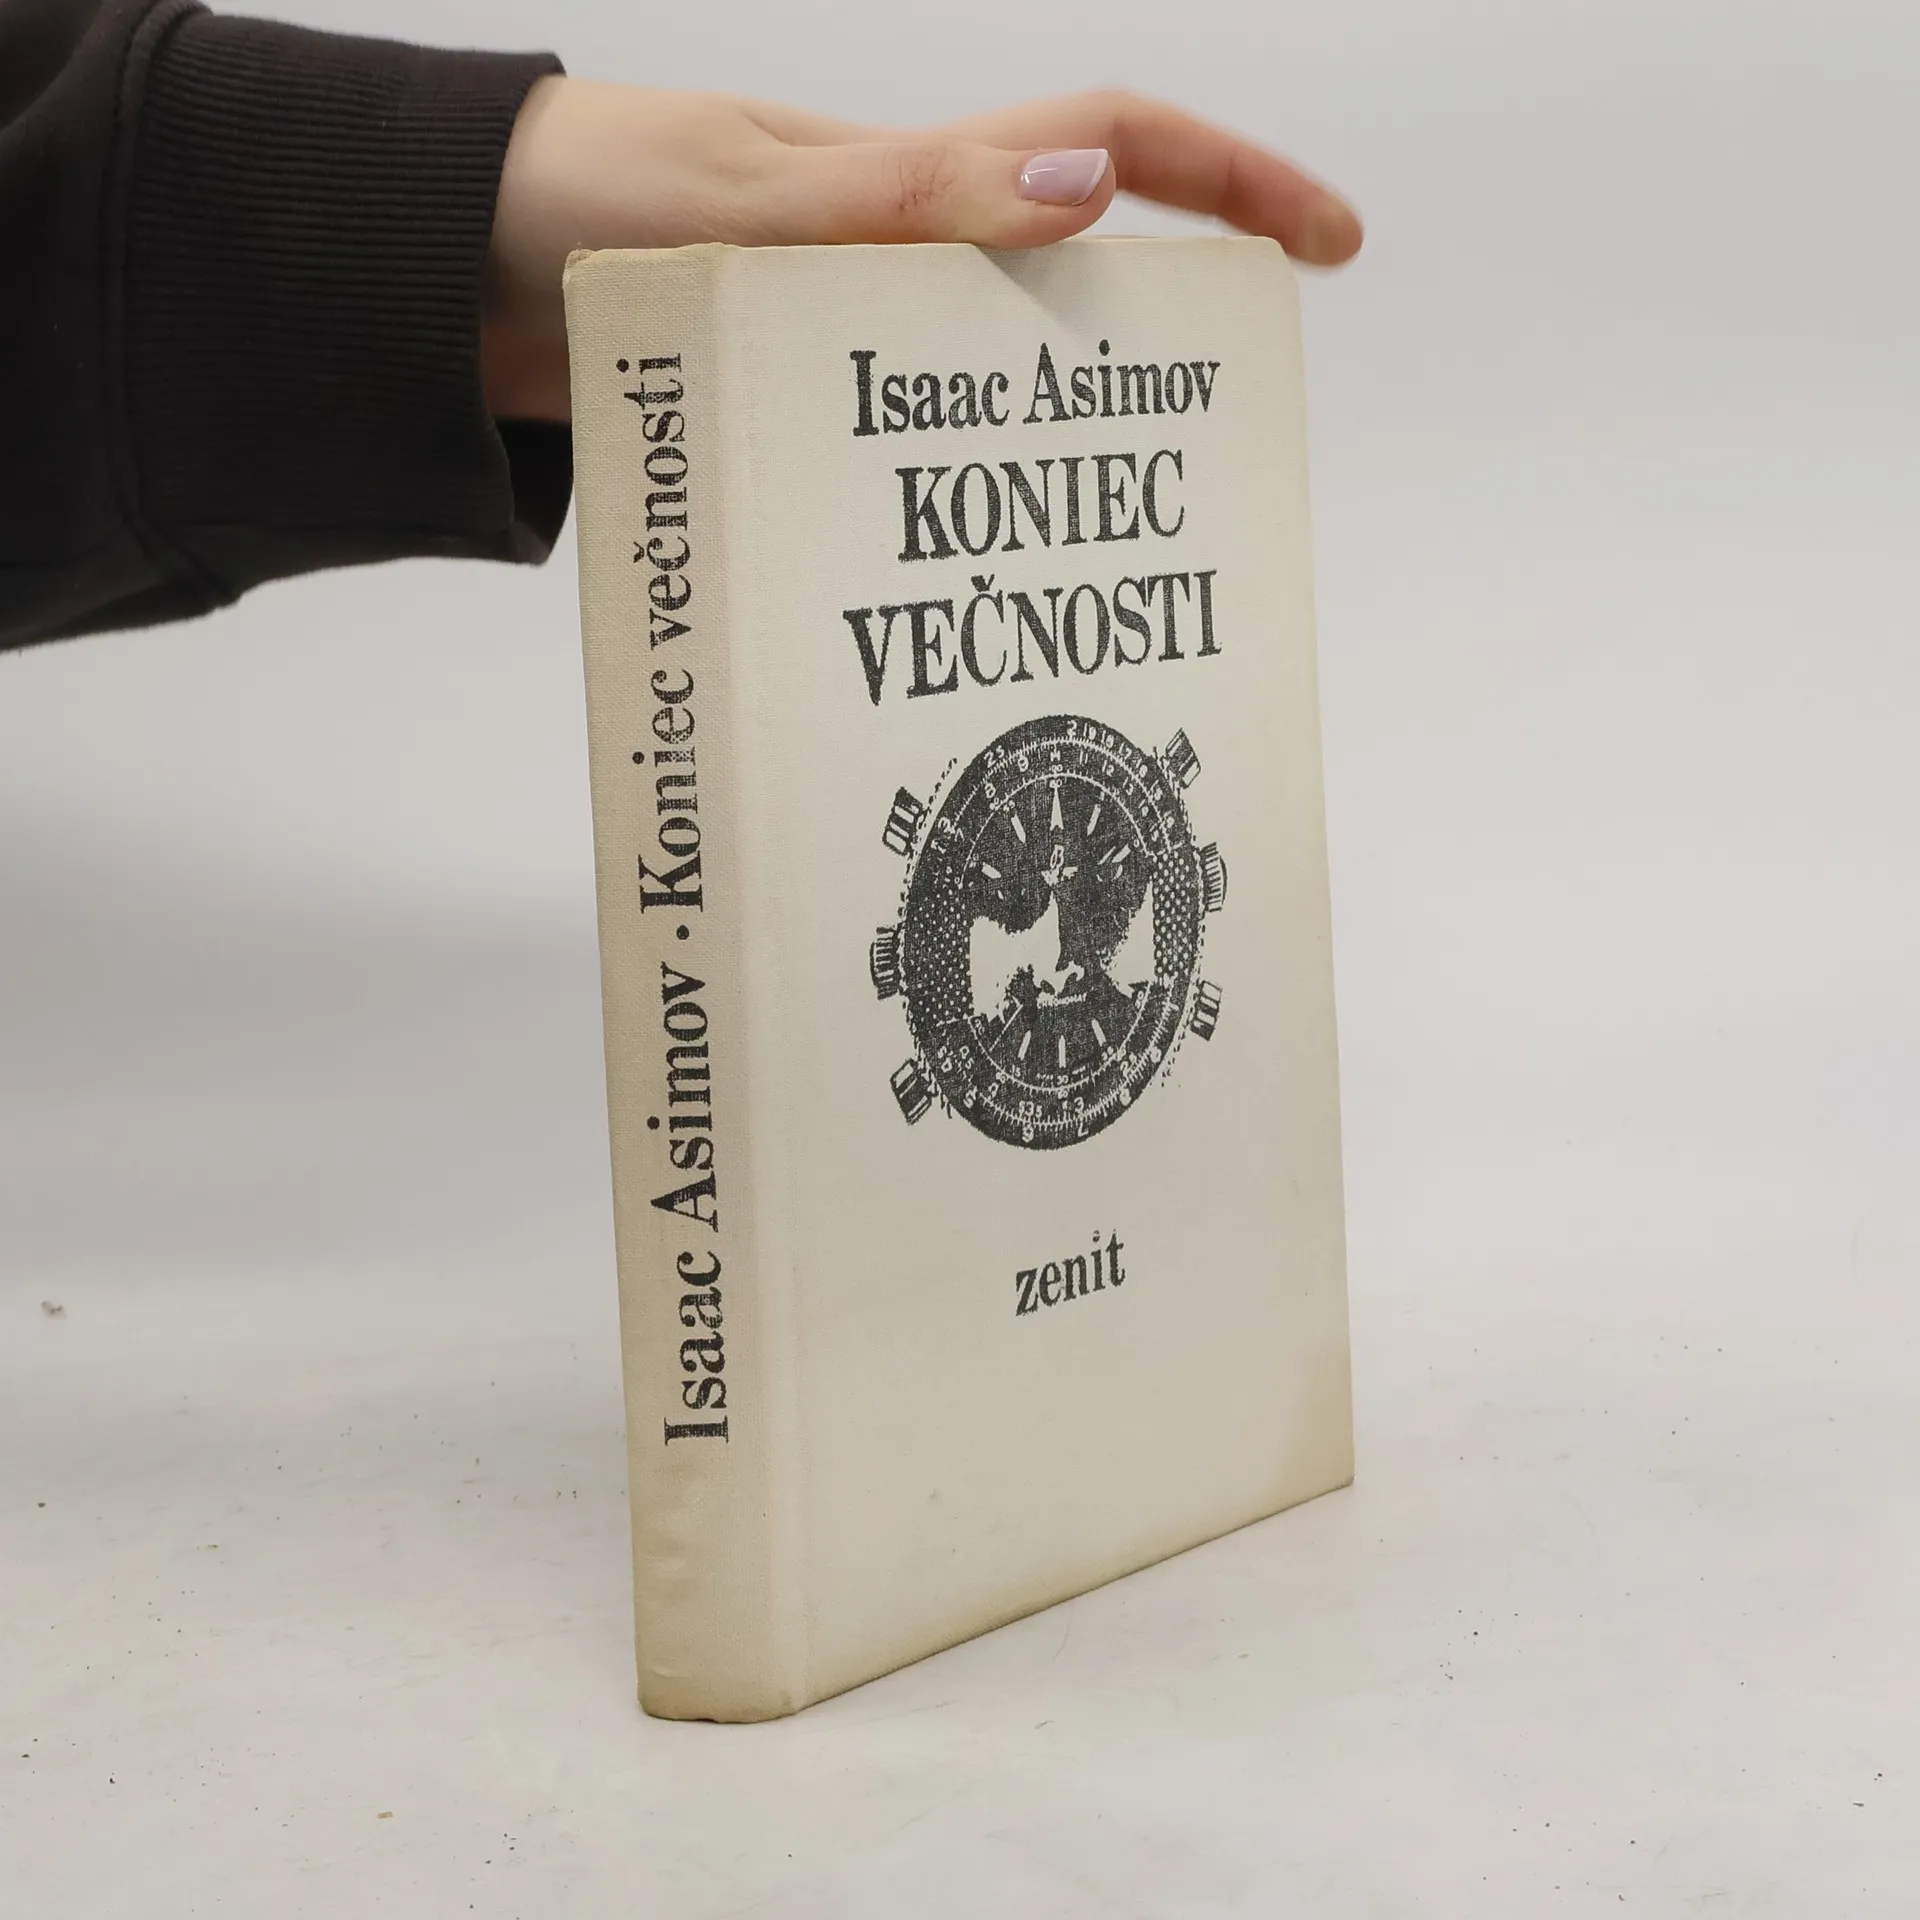 Isaac Asimov · Koniec večnosti
Isaac Asimov
KONIEC
VEČNOSTI
zenit